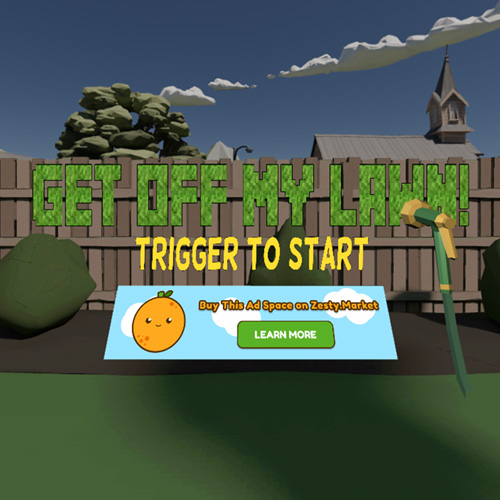 GET OFF MY LAWN!
TRIGGER TO START
Buy This Ad Space on Zesty.Market
LEARN MORE